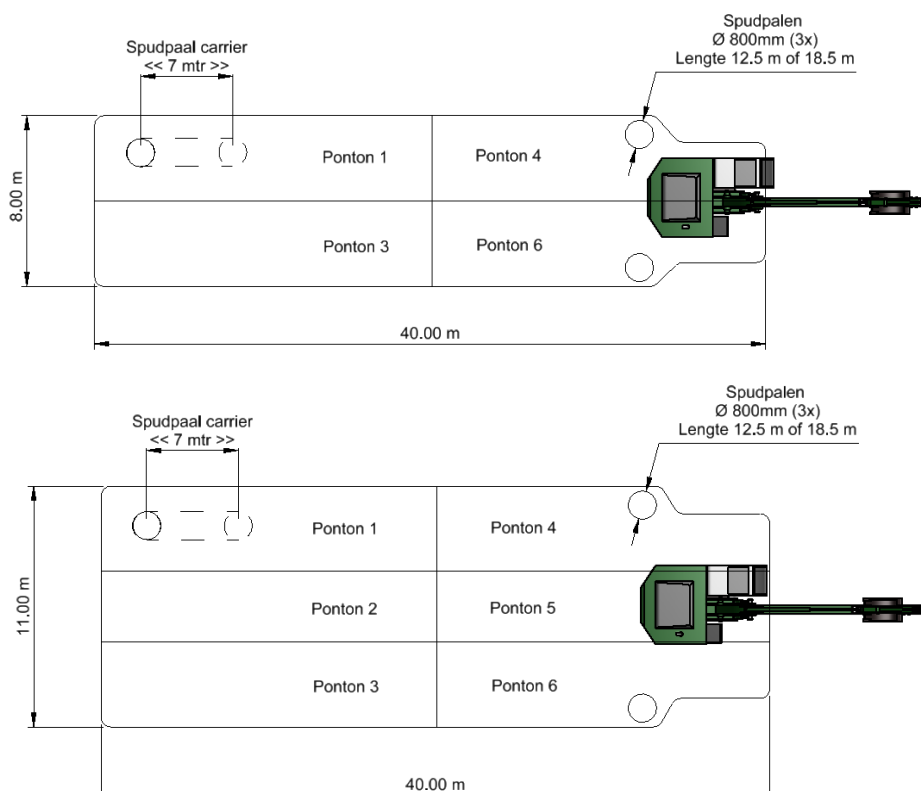 Spudpaal carrier
<< 7 mtr >>
Spudpalen
Ø 800mm (3x)
Lengte 12.5 m of 18.5 m
8.00 m
Ponton 1
Ponton 4
Ponton 3
Ponton 6
40.00 m
Spudpaal carrier
<< 7 mtr >>
Spudpalen
Ø 800mm (3x)
Lengte 12.5 m of 18.5 m
11.00 m
Ponton 1
Ponton 4
Ponton 2
Ponton 5
Ponton 3
Ponton 6
40.00 m